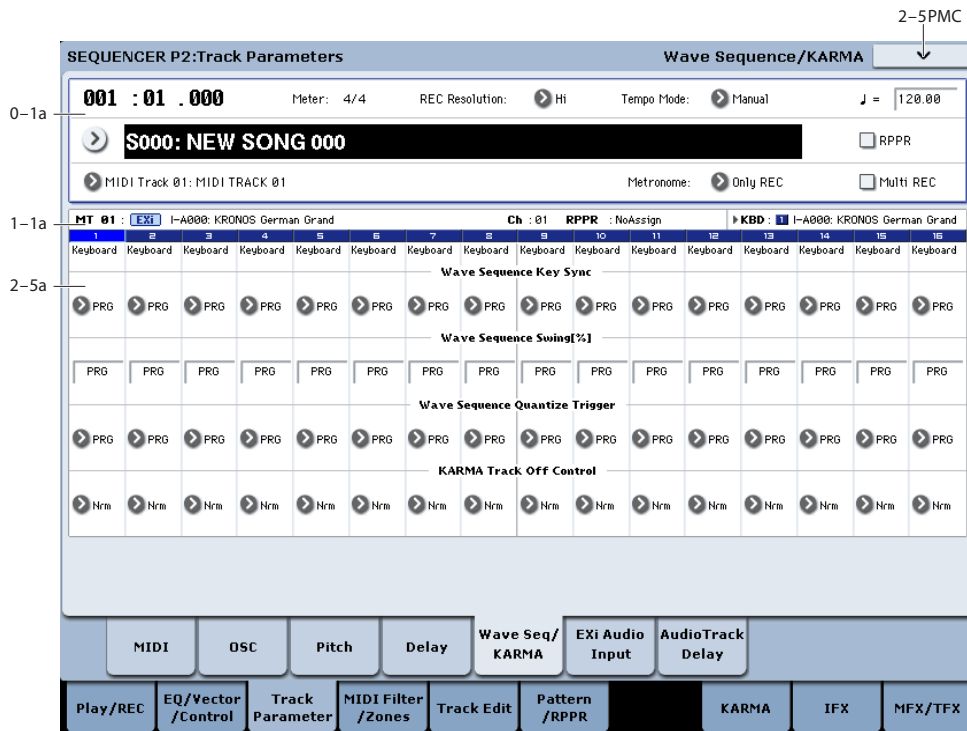 2–5PMC
SEQUENCER P2:Track Parameters Wave Sequence/KARMA
0–1a
001 :01 .000 Meter: 4/4 REC Resolution: Hi Tempo Mode: Manual ♩ = 120.00
S000: NEW SONG 000 RPPR
MIDI Track 01: MIDI TRACK 01 Metronome: Only REC Multi REC
1–1a
MT 01 : EXi I-A000: KRONOS German Grand Ch : 01 RPPR : NoAssign KBD : 1 I-A000: KRONOS German Grand
1 2 3 4 5 6 7 8 9 10 11 12 13 14 15 16
Keyboard Keyboard Keyboard Keyboard Keyboard Keyboard Keyboard Keyboard Keyboard Keyboard Keyboard Keyboard Keyboard Keyboard Keyboard Keyboard
2–5a
Wave Sequence Key Sync
PRG PRG PRG PRG PRG PRG PRG PRG PRG PRG PRG PRG PRG PRG PRG PRG
Wave Sequence Swing[%]
PRG PRG PRG PRG PRG PRG PRG PRG PRG PRG PRG PRG PRG PRG PRG PRG
Wave Sequence Quantize Trigger
PRG PRG PRG PRG PRG PRG PRG PRG PRG PRG PRG PRG PRG PRG PRG PRG
KARMA Track Off Control
Nrm Nrm Nrm Nrm Nrm Nrm Nrm Nrm Nrm Nrm Nrm Nrm Nrm Nrm Nrm Nrm
MIDI OSC Pitch Delay Wave Seq/ KARMA EXi Audio Input AudioTrack Delay
Play/REC EQ/Vector /Control Track Parameter MIDI Filter /Zones Track Edit Pattern /RPPR KARMA IFX MFX/TFX